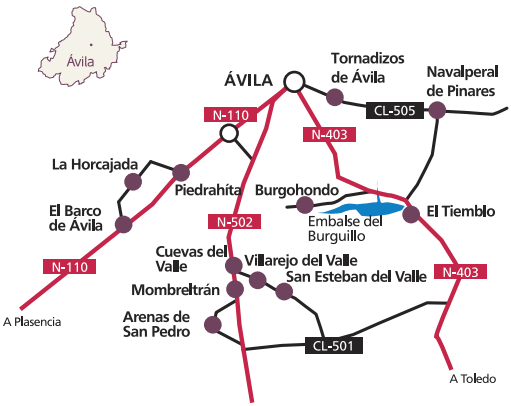 Ávila
ÁVILA
Tornadizos
de Ávila
Navalperal
de Pinares
N-110
CL-505
N-403
La Horcajada
Piedrahíta
Burgohondo
El Barco
de Ávila
N-502
Embalse del
Burguillo
El Tiemblo
Cuevas del
Valle
Villarejo del Valle
San Esteban del Valle
N-110
N-403
Mombreltrán
A Plasencia
Arenas de
San Pedro
CL-501
A Toledo